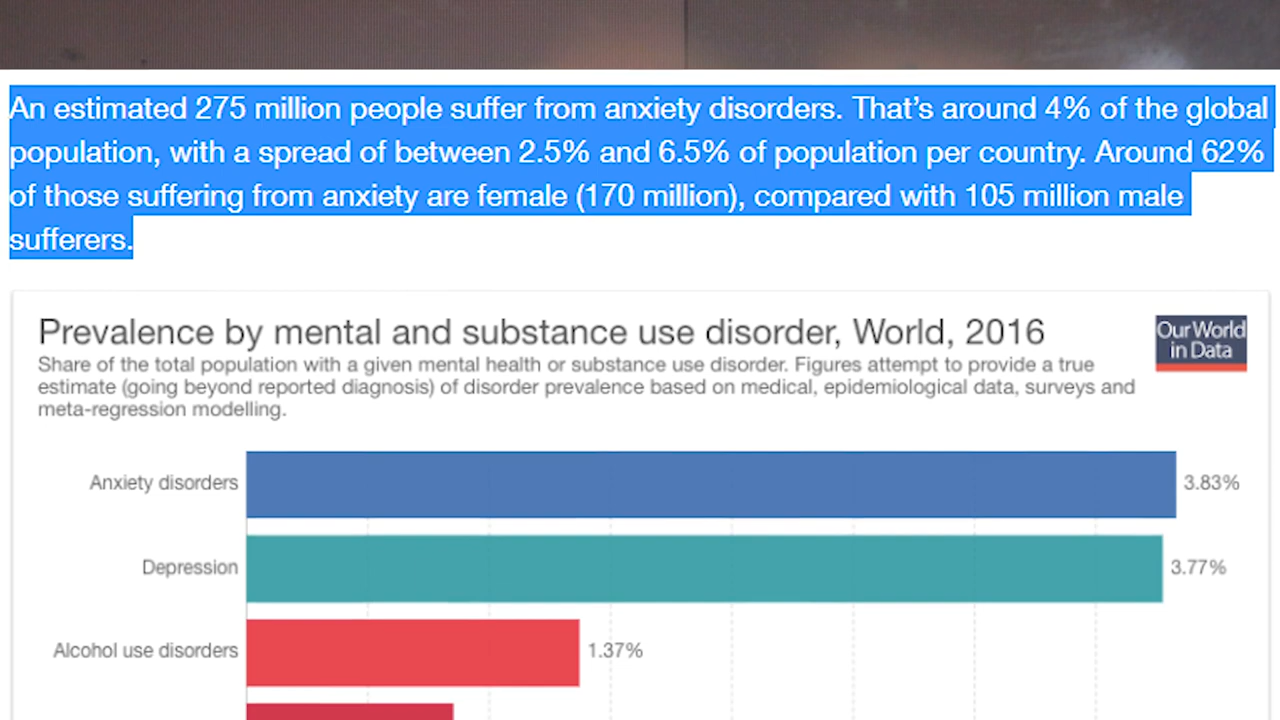 An estimated 275 million people suffer from anxiety disorders. That’s around 4% of the global
population, with a spread of between 2.5% and 6.5% of population per country. Around 62%
of those suffering from anxiety are female (170 million), compared with 105 million male
sufferers.
Prevalence by mental and substance use disorder, World, 2016
Our World
in Data
Share of the total population with a given mental health or substance use disorder. Figures attempt to provide a true
estimate (going beyond reported diagnosis) of disorder prevalence based on medical, epidemiological data, surveys and
meta-regression modelling.
Anxiety disorders 3.83%
Depression 3.77%
Alcohol use disorders 1.37%